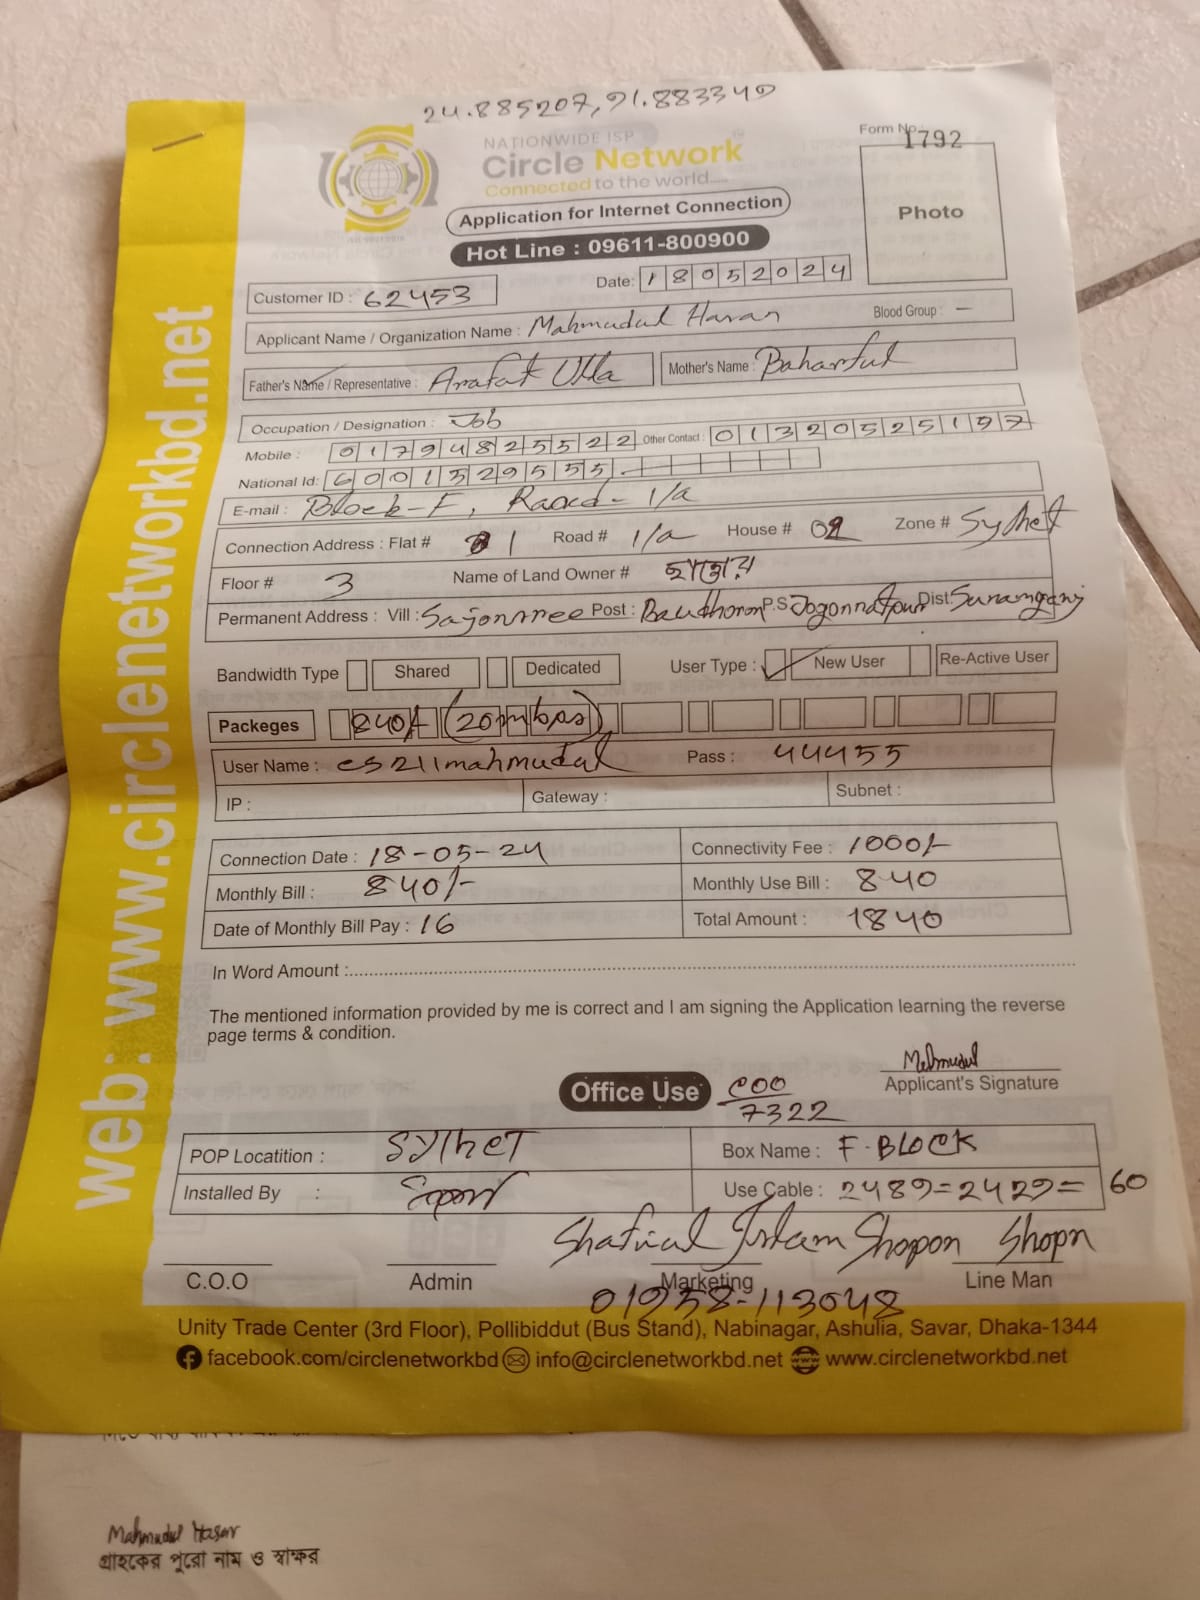 24.885207, 91.883349
NATIONWIDE ISP
Circle Network
Connected to the world.....
Form No. 1792
Photo
Application for Internet Connection
Hot Line : 09611-800900
Date: 18052024
Customer ID : 62453
Applicant Name / Organization Name : Mahmudul Hasan Blood Group : —
Father's Name / Representative : Arafat Ulla Mother's Name :
Occupation / Designation : Job
Mobile : 01794825522 Other Contact : 01320525197
National Id: 6001329555
E-mail : Block-F, Raod- 1/a
Connection Address : Flat # 1 Road # 1/a House # 02 Zone # Sylhet
Floor # 3 Name of Land Owner #
Permanent Address : Vill : Sajonsree Post : Baudhoron P.S Jogonnatpur Dist: Sunamganj
Bandwidth Type Shared Dedicated User Type : New User Re-Active User
Packeges 840/- (20mbps)
User Name : cs211mahmudul Pass : 44455
IP : Gateway : Subnet :
Connection Date : 18-05-24 Connectivity Fee : 1000/-
Monthly Bill : 840/- Monthly Use Bill : 840
Date of Monthly Bill Pay : 16 Total Amount : 1840
In Word Amount :
The mentioned information provided by me is correct and I am signing the Application learning the reverse
page terms & condition.
Mahmudul
Applicant's Signature
Office Use
7322
POP Locatition : SYlheT Box Name : F-BLOCK
Installed By : Use Cable : 2489=2429= 60
Shafiual Islam Shopon Shopn
C.O.O Admin Marketing Line Man
01958-113048
Unity Trade Center (3rd Floor), Pollibiddut (Bus Stand), Nabinagar, Ashulia, Savar, Dhaka-1344
facebook.com/circlenetworkbd info@circlenetworkbd.net www.circlenetworkbd.net
web: www.circlenetworkbd.net
Mahmudul Hasan
গ্রাহকের পুরো নাম ও স্বাক্ষর